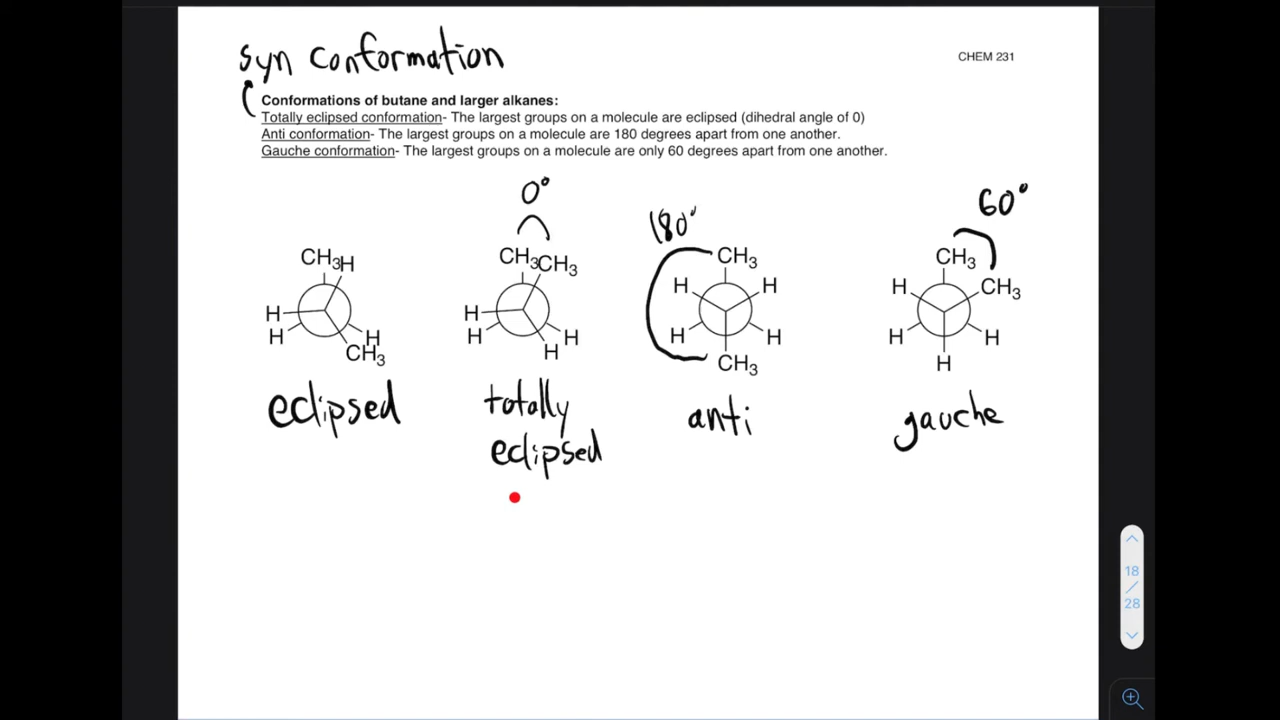 syn conformation
CHEM 231
Conformations of butane and larger alkanes:
Totally eclipsed conformation- The largest groups on a molecule are eclipsed (dihedral angle of 0)
Anti conformation- The largest groups on a molecule are 180 degrees apart from one another.
Gauche conformation- The largest groups on a molecule are only 60 degrees apart from one another.
0° 180° 60°
CH₃H CH₃CH₃ CH₃ CH₃
H H H CH₃
H H
H H H H H H H H
H H H
CH₃ H CH₃ H
eclipsed totally anti gauche
eclipsed
18
/
28